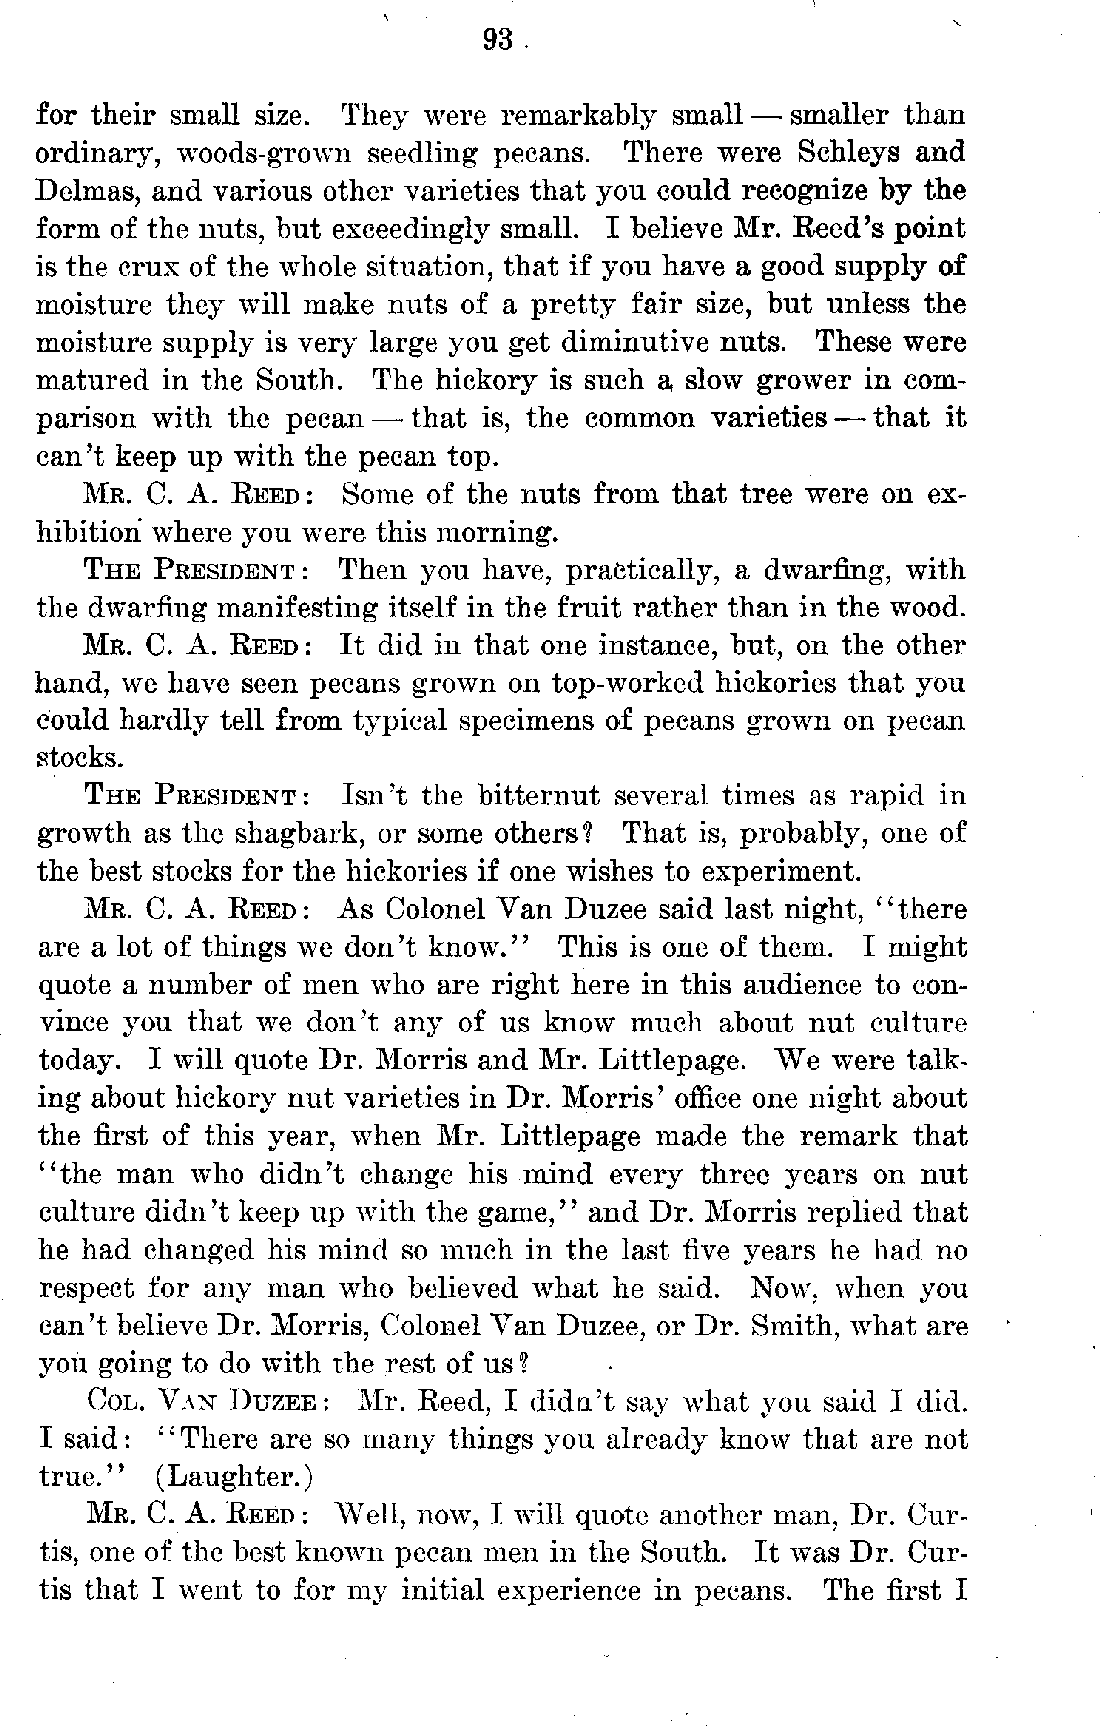 93
for their small size. They were remarkably small — smaller than
ordinary, woods-grown seedling pecans. There were Schleys and
Delmas, and various other varieties that you could recognize by the
form of the nuts, but exceedingly small. I believe Mr. Reed's point
is the crux of the whole situation, that if you have a good supply of
moisture they will make nuts of a pretty fair size, but unless the
moisture supply is very large you get diminutive nuts. These were
matured in the South. The hickory is such a slow grower in com-
parison with the pecan — that is, the common varieties — that it
can't keep up with the pecan top.
MR. C. A. REED: Some of the nuts from that tree were on ex-
hibition where you were this morning.
THE PRESIDENT: Then you have, practically, a dwarfing, with
the dwarfing manifesting itself in the fruit rather than in the wood.
MR. C. A. REED: It did in that one instance, but, on the other
hand, we have seen pecans grown on top-worked hickories that you
could hardly tell from typical specimens of pecans grown on pecan
stocks.
THE PRESIDENT: Isn't the bitternut several times as rapid in
growth as the shagbark, or some others? That is, probably, one of
the best stocks for the hickories if one wishes to experiment.
MR. C. A. REED: As Colonel Van Duzee said last night, "there
are a lot of things we don't know." This is one of them. I might
quote a number of men who are right here in this audience to con-
vince you that we don't any of us know much about nut culture
today. I will quote Dr. Morris and Mr. Littlepage. We were talk-
ing about hickory nut varieties in Dr. Morris' office one night about
the first of this year, when Mr. Littlepage made the remark that
"the man who didn't change his mind every three years on nut
culture didn't keep up with the game," and Dr. Morris replied that
he had changed his mind so much in the last five years he had no
respect for any man who believed what he said. Now, when you
can't believe Dr. Morris, Colonel Van Duzee, or Dr. Smith, what are
you going to do with the rest of us?
COL. VAN DUZEE: Mr. Reed, I didn't say what you said I did.
I said: "There are so many things you already know that are not
true." (Laughter.)
MR. C. A. REED: Well, now, I will quote another man, Dr. Cur-
tis, one of the best known pecan men in the South. It was Dr. Cur-
tis that I went to for my initial experience in pecans. The first I